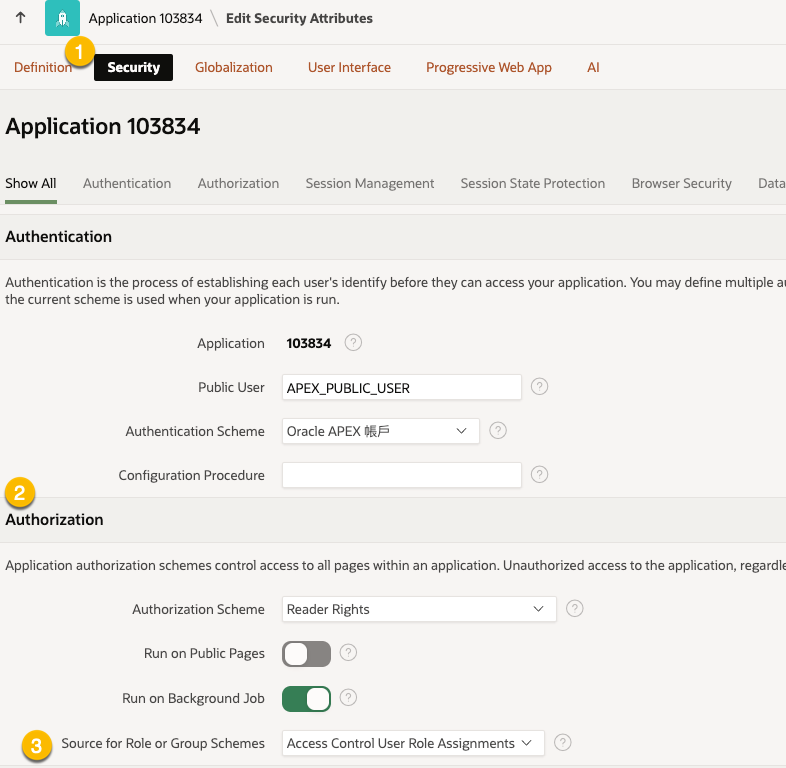 Application 103834 \ Edit Security Attributes
1
Definition Security Globalization User Interface Progressive Web App AI
Application 103834
Show All Authentication Authorization Session Management Session State Protection Browser Security Data
Authentication
Authentication is the process of establishing each user's identify before they can access your application. You may define multiple au
the current scheme is used when your application is run.
Application 103834 ?
Public User APEX_PUBLIC_USER ?
Authentication Scheme Oracle APEX 帳戶 ?
Configuration Procedure ?
2
Authorization
Application authorization schemes control access to all pages within an application. Unauthorized access to the application, regardle
Authorization Scheme Reader Rights ?
Run on Public Pages ?
Run on Background Job ?
3 Source for Role or Group Schemes Access Control User Role Assignments ?